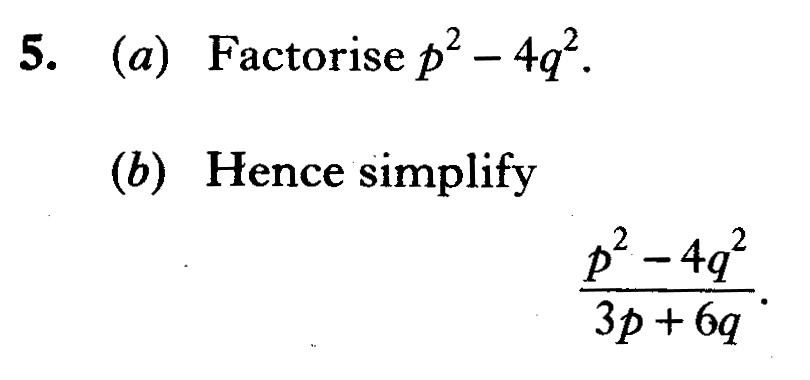 5. (a) Factorise p² – 4q².
(b) Hence simplify
p² – 4q²
3p + 6q.